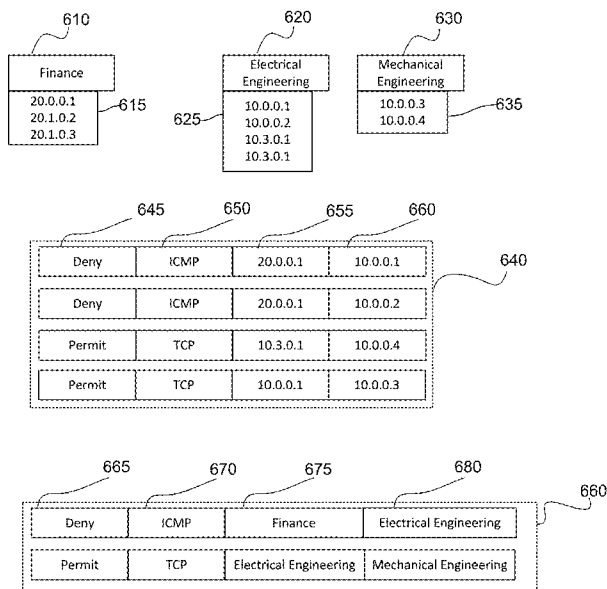 610
620
630
Finance
Electrical
Engineering
Mechanical
Engineering
20.0.0.1
20.1.0.2
20.1.0.3
615
625
10.0.0.1
10.0.0.2
10.3.0.1
10.3.0.1
10.0.0.3
10.0.0.4
635
645
650
655
660
Deny ICMP 20.0.0.1 10.0.0.1
640
Deny ICMP 20.0.0.1 10.0.0.2
Permit TCP 10.3.0.1 10.0.0.4
Permit TCP 10.0.0.1 10.0.0.3
665
670
675
680
660
Deny ICMP Finance Electrical Engineering
Permit TCP Electrical Engineering Mechanical Engineering